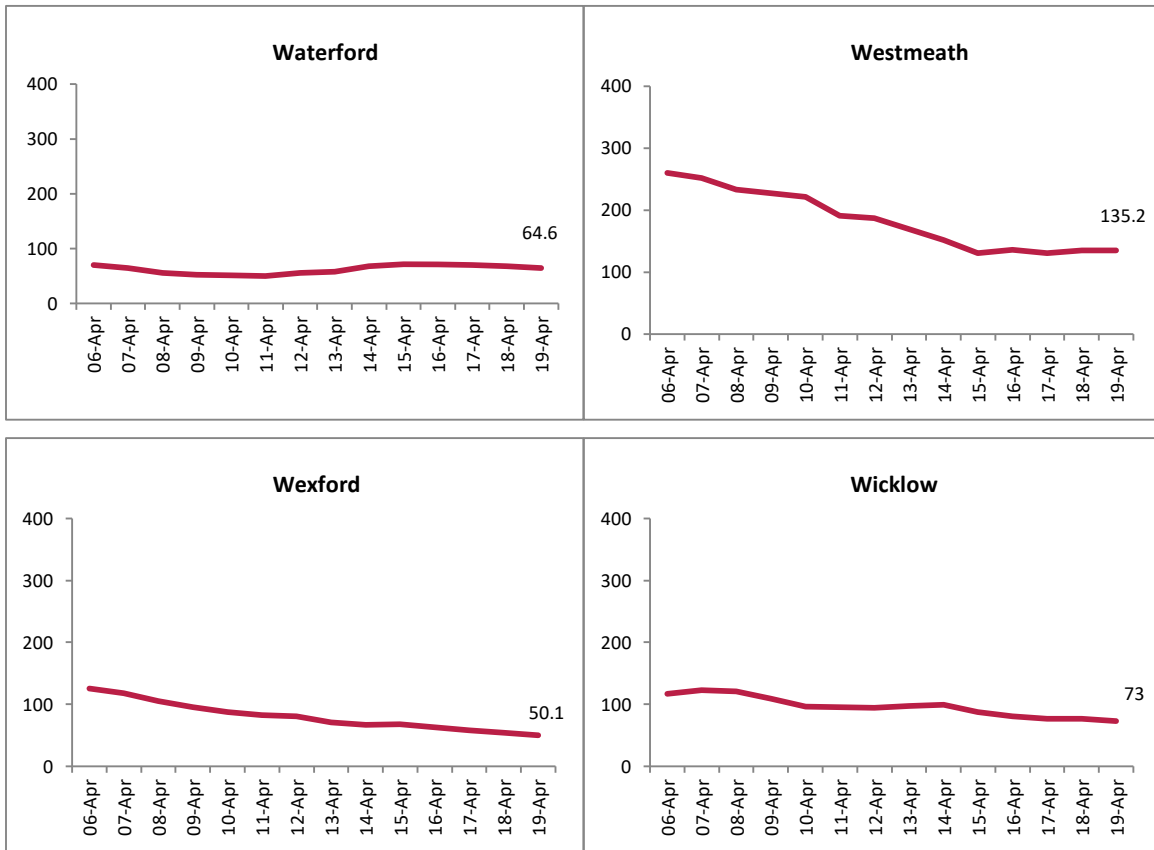 Waterford
400
300
200
100
0
64.6
06-Apr
07-Apr
08-Apr
09-Apr
10-Apr
11-Apr
12-Apr
13-Apr
14-Apr
15-Apr
16-Apr
17-Apr
18-Apr
19-Apr
Westmeath
400
300
200
100
0
135.2
06-Apr
07-Apr
08-Apr
09-Apr
10-Apr
11-Apr
12-Apr
13-Apr
14-Apr
15-Apr
16-Apr
17-Apr
18-Apr
19-Apr
Wexford
400
300
200
100
0
50.1
06-Apr
07-Apr
08-Apr
09-Apr
10-Apr
11-Apr
12-Apr
13-Apr
14-Apr
15-Apr
16-Apr
17-Apr
18-Apr
19-Apr
Wicklow
400
300
200
100
0
73
06-Apr
07-Apr
08-Apr
09-Apr
10-Apr
11-Apr
12-Apr
13-Apr
14-Apr
15-Apr
16-Apr
17-Apr
18-Apr
19-Apr